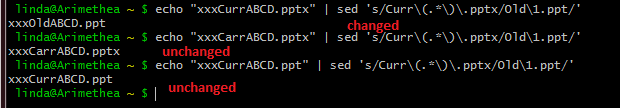 linda@Arimethea ~ $ echo "xxxCurrABCD.pptx" | sed 's/Curr\(.*\)\.pptx/Old\1.ppt/'
xxxOldABCD.ppt changed
linda@Arimethea ~ $ echo "xxxCarrABCD.pptx" | sed 's/Curr\(.*\)\.pptx/Old\1.ppt/'
xxxCarrABCD.pptx unchanged
linda@Arimethea ~ $ echo "xxxCurrABCD.ppt" | sed 's/Curr\(.*\)\.pptx/Old\1.ppt/'
xxxCurrABCD.ppt
linda@Arimethea ~ $ unchanged